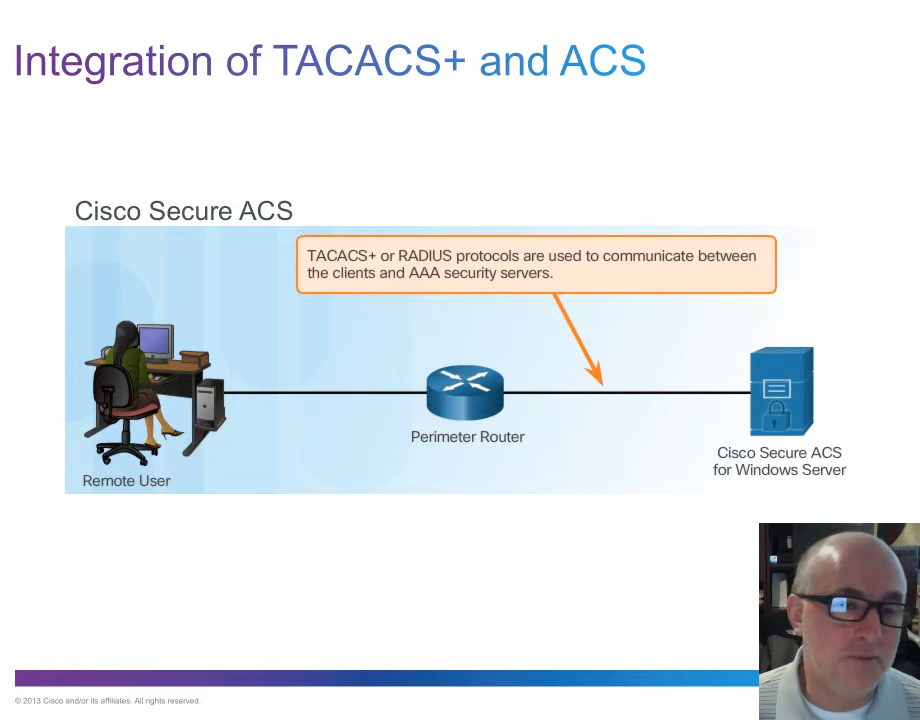 Integration of TACACS+ and ACS
Cisco Secure ACS
TACACS+ or RADIUS protocols are used to communicate between
the clients and AAA security servers.
Perimeter Router
Cisco Secure ACS
for Windows Server
Remote User
© 2013 Cisco and/or its affiliates. All rights reserved.